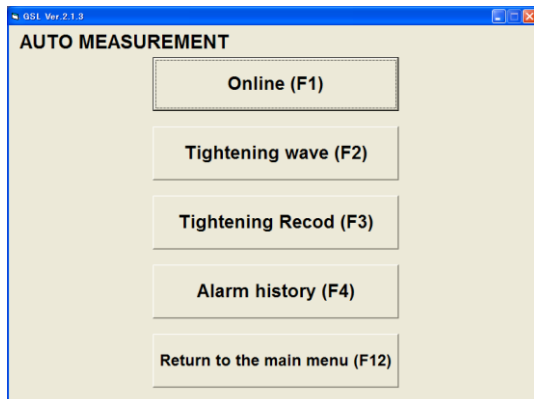 GSL Ver.2.1.3
AUTO MEASUREMENT
Online (F1)
Tightening wave (F2)
Tightening Recod (F3)
Alarm history (F4)
Return to the main menu (F12)